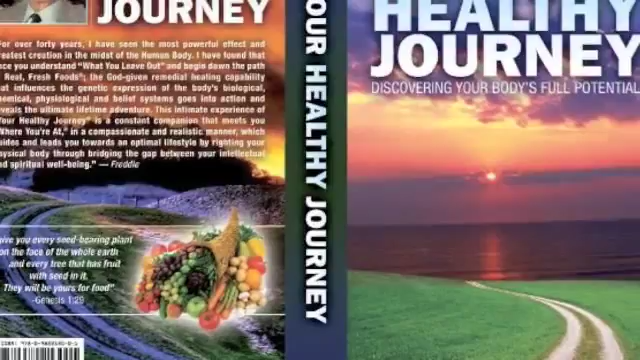 JOURNEY
For over forty years, I have seen the most powerful effect and
greatest creation in the midat of the Human Body. I have found that
once you understand "What You Leave Out" and begin down the path
Real, Fresh Foods"; the God-given remedial healing capability
that influences the genetic expression of the body's biological,
chemical, physiological and belief systems goes into action and
reveals the ultimate lifetime adventure. This intimate experience of
"Your Healthy Journey" is a constant companion that meets you
"Where You're At," in a compassionate and realistic manner, which
guides and leads you towards an optimal lifestyle by righting your
physical body through bridging the gap between your intellectual
and spiritual well-being." — Freddie
give you every seed-bearing plant
on the face of the whole earth
and every tree that has fruit
with seed in it.
They will be yours for food"
-Genesis 1:29
YOUR HEALTHY JOURNEY
HEALTHY
JOURNEY
DISCOVERING YOUR BODY'S FULL POTENTIAL